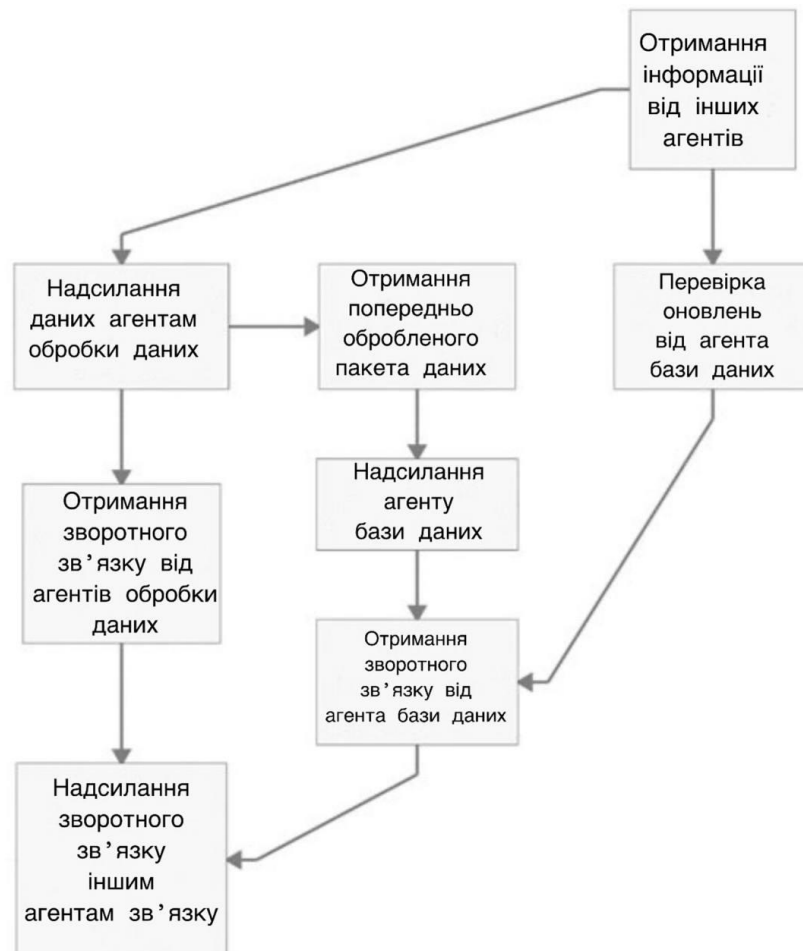 Отримання
інформації
від інших
агентів
Надсилання
даних агентам
обробки даних
Отримання
попередньо
обробленого
пакета даних
Перевірка
оновлень
від агента
бази даних
Отримання
зворотного
зв’язку від
агентів обробки
даних
Надсилання
агенту
бази даних
Отримання
зворотного
зв’язку від
агента бази даних
Надсилання
зворотного
зв’язку
іншим
агентам зв’язку